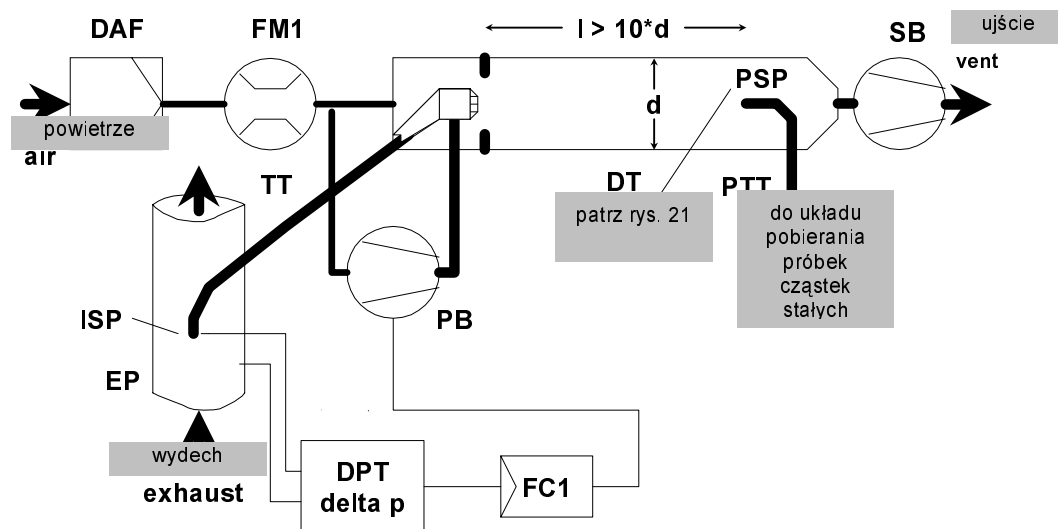 DAF
FM1
l > 10*d
SB
ujście
vent
PSP
d
powietrze
air
TT
DT
PTT
patrz rys. 21
do układu
pobierania
próbek
cząstek
stałych
ISP
PB
EP
wydech
exhaust
DPT
delta p
FC1